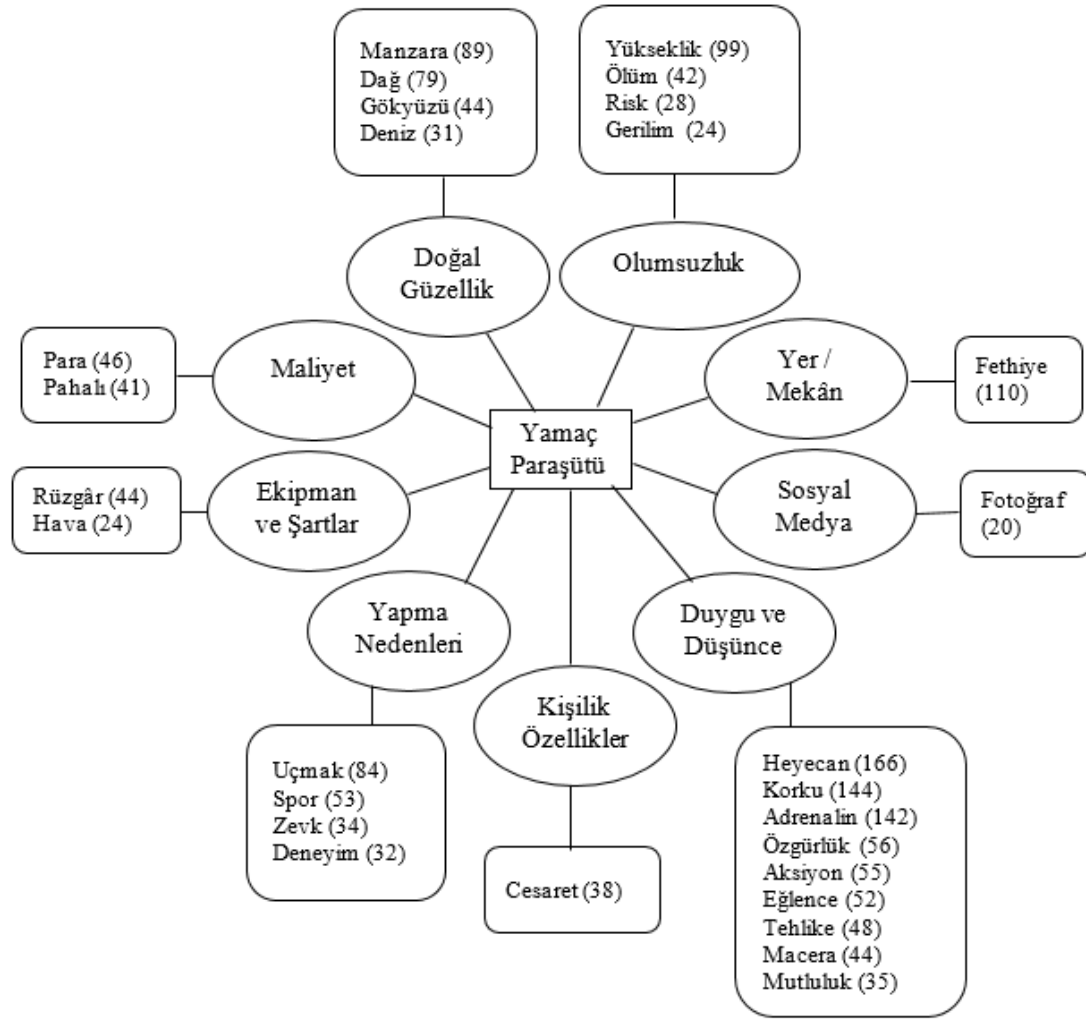 Manzara (89)
Dağ (79)
Gökyüzü (44)
Deniz (31)
Yükseklik (99)
Ölüm (42)
Risk (28)
Gerilim (24)
Doğal
Güzellik
Olumsuzluk
Para (46)
Pahalı (41)
Maliyet
Yer /
Mekân
Fethiye
(110)
Yamaç
Paraşütü
Rüzgâr (44)
Hava (24)
Ekipman
ve Şartlar
Sosyal
Medya
Fotoğraf
(20)
Yapma
Nedenleri
Duygu ve
Düşünce
Kişilik
Özellikler
Uçmak (84)
Spor (53)
Zevk (34)
Deneyim (32)
Cesaret (38)
Heyecan (166)
Korku (144)
Adrenalin (142)
Özgürlük (56)
Aksiyon (55)
Eğlence (52)
Tehlike (48)
Macera (44)
Mutluluk (35)